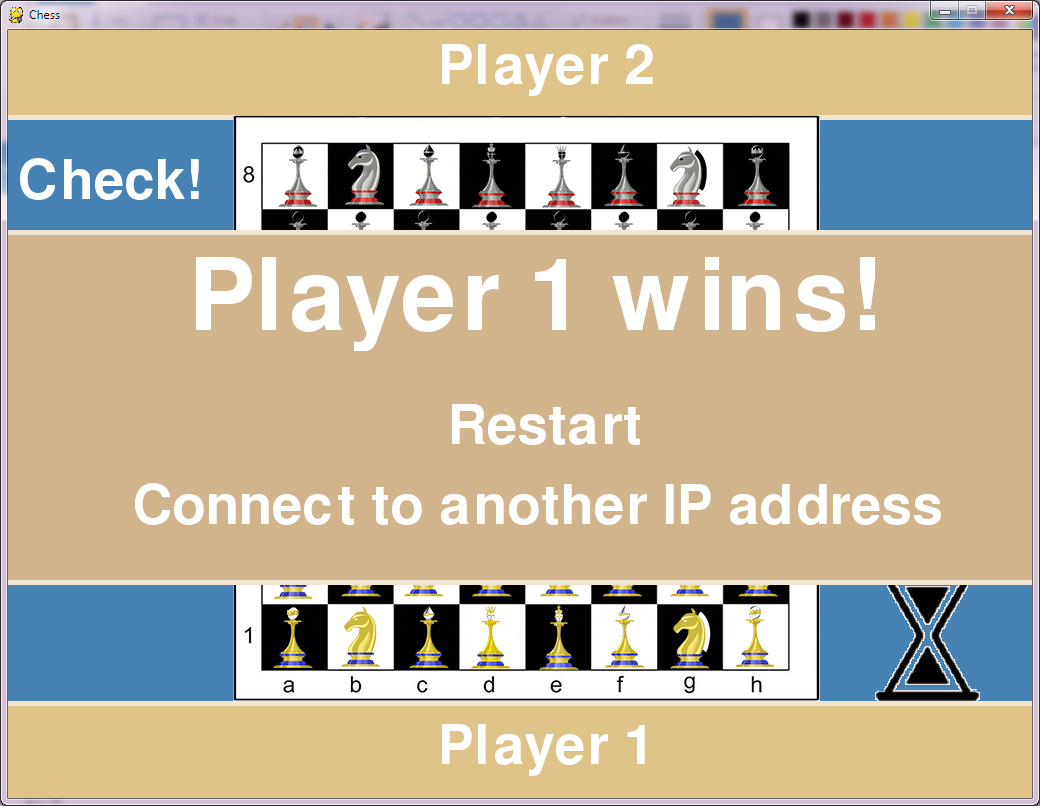 Chess
Player 2
Check!
8
Player 1 wins!
Restart
Connect to another IP address
1
a b c d e f g h
Player 1